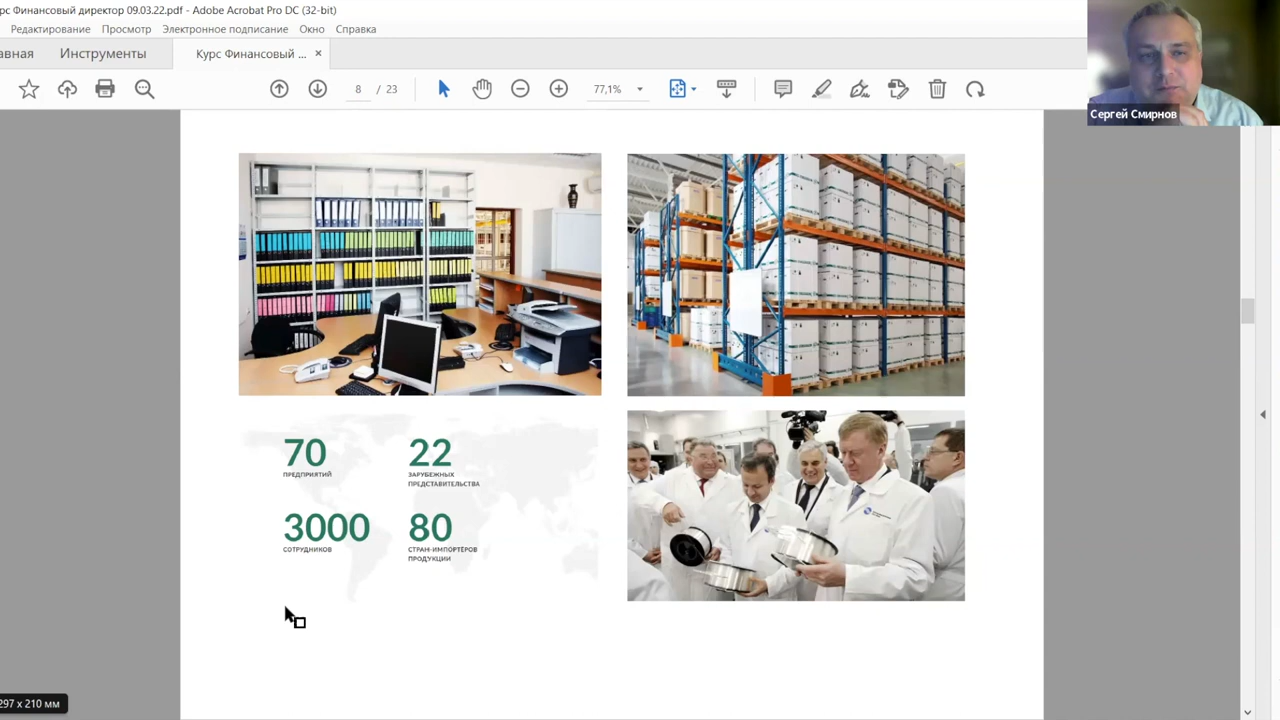 рс Финансовый директор 09.03.22.pdf - Adobe Acrobat Pro DC (32-bit)
Редактирование Просмотр Электронное подписание Окно Справка
авная Инструменты Курс Финансовый ... ×
8 / 23 77,1%
Сергей Смирнов
70 22
ПРЕДПРИЯТИЙ ЗАРУБЕЖНЫХ
ПРЕДСТАВИТЕЛЬСТВА
3000 80
СОТРУДНИКОВ СТРАН-ИМПОРТЁРОВ
ПРОДУКЦИИ
297 x 210 мм